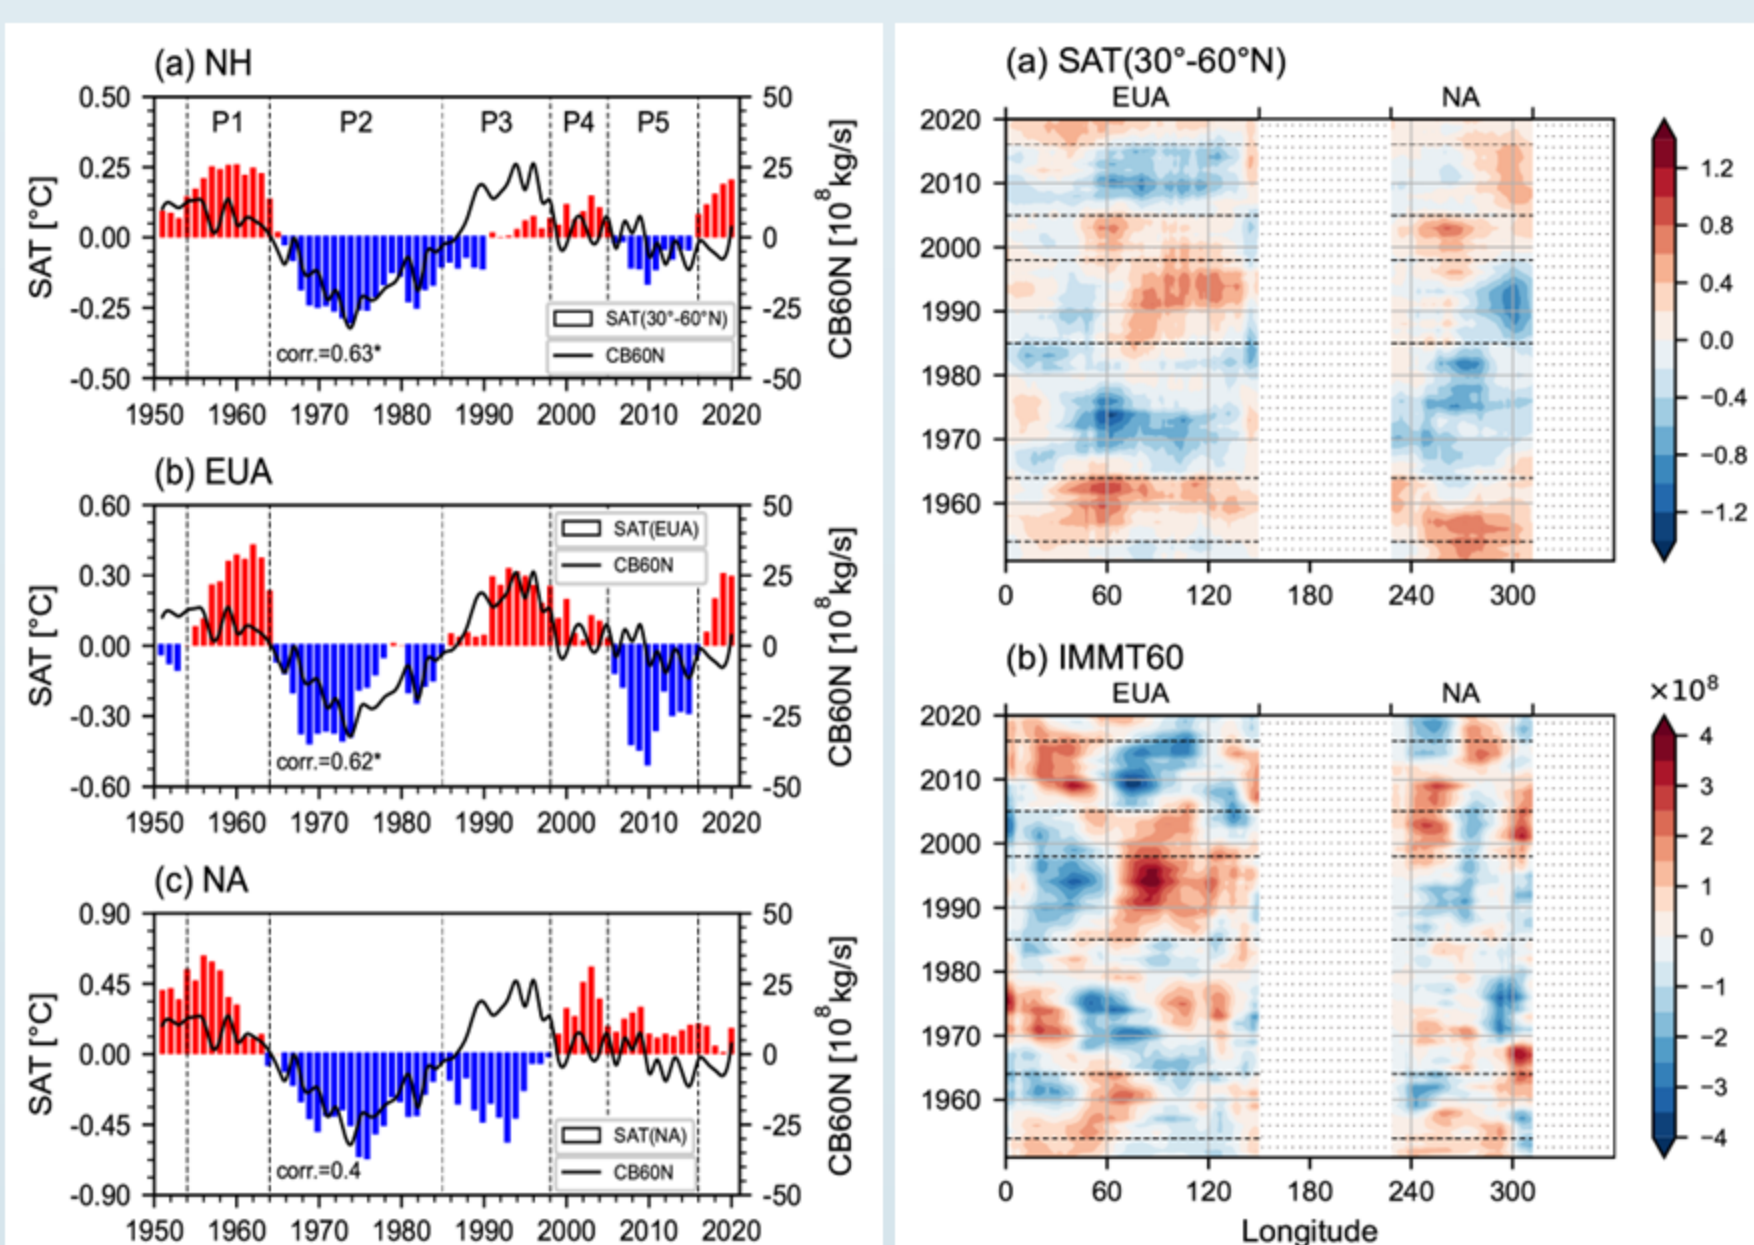 (a) NH
0.50
0.25
0.00
-0.25
-0.50
SAT [°C]
P1 P2 P3 P4 P5
50
25
0
-25
-50
CB60N [10⁸ kg/s]
SAT(30°-60°N)
CB60N
corr.=0.63*
1950 1960 1970 1980 1990 2000 2010 2020
(b) EUA
0.60
0.30
0.00
-0.30
-0.60
SAT [°C]
50
25
0
-25
-50
CB60N [10⁸ kg/s]
SAT(EUA)
CB60N
corr.=0.62*
1950 1960 1970 1980 1990 2000 2010 2020
(c) NA
0.90
0.45
0.00
-0.45
-0.90
SAT [°C]
50
25
0
-25
-50
CB60N [10⁸ kg/s]
SAT(NA)
CB60N
corr.=0.4
1950 1960 1970 1980 1990 2000 2010 2020
(a) SAT(30°-60°N)
EUA NA
2020
2010
2000
1990
1980
1970
1960
0 60 120 180 240 300
1.2
0.8
0.4
0.0
−0.4
−0.8
−1.2
(b) IMMT60
EUA NA
2020
2010
2000
1990
1980
1970
1960
0 60 120 180 240 300
Longitude
×10⁸
4
3
2
1
0
−1
−2
−3
−4